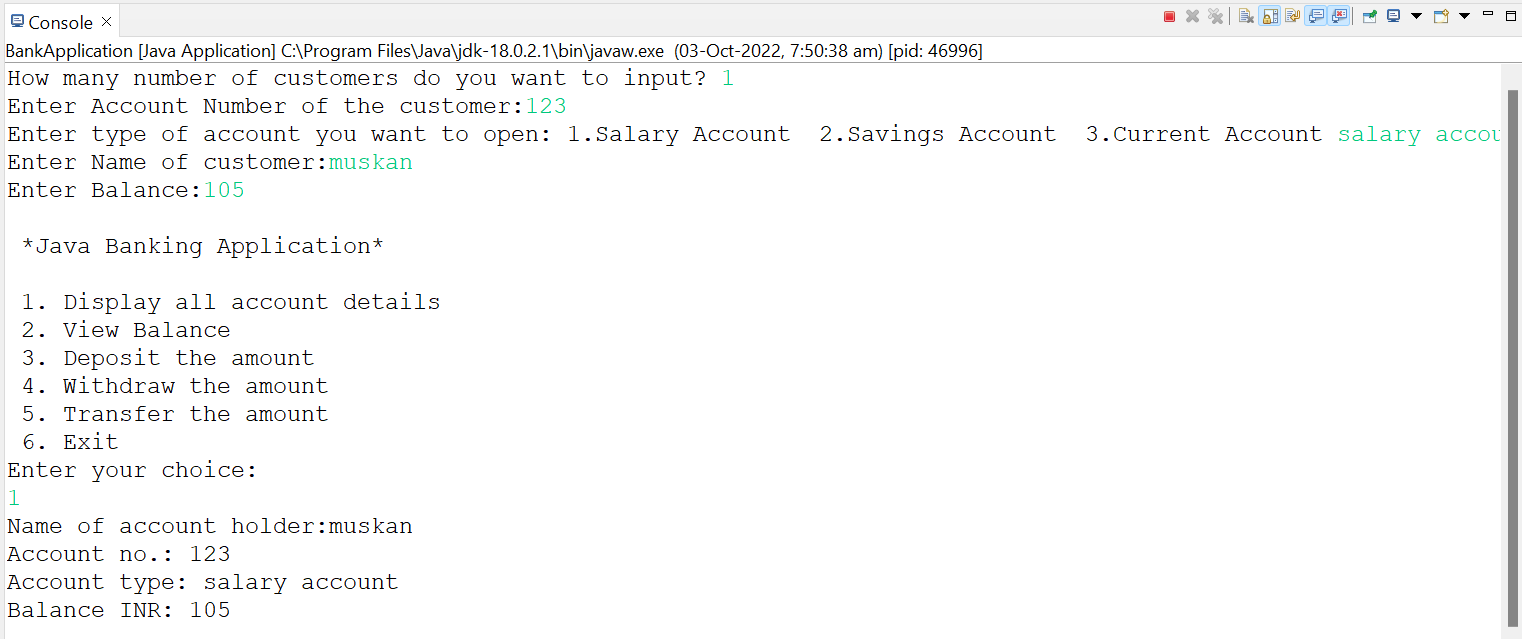 Console
BankApplication [Java Application] C:\Program Files\Java\jdk-18.0.2.1\bin\javaw.exe (03-Oct-2022, 7:50:38 am) [pid: 46996]
How many number of customers do you want to input? 1
Enter Account Number of the customer:123
Enter type of account you want to open: 1.Salary Account  2.Savings Account  3.Current Account salary accou
Enter Name of customer:muskan
Enter Balance:105
*Java Banking Application*
1. Display all account details
2. View Balance
3. Deposit the amount
4. Withdraw the amount
5. Transfer the amount
6. Exit
Enter your choice:
1
Name of account holder:muskan
Account no.: 123
Account type: salary account
Balance INR: 105